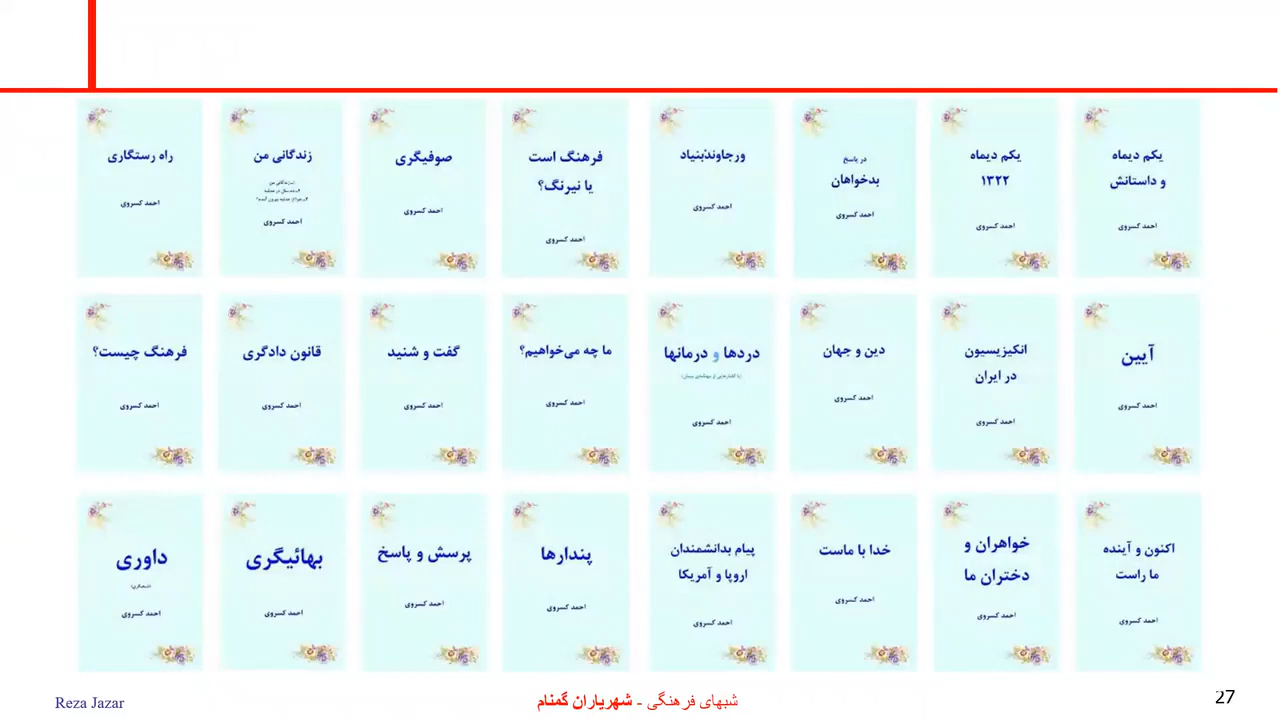 یکم دیماه
و داستانش
احمد کسروی
یکم دیماه
۱۳۲۲
احمد کسروی
در پاسخ
بدخواهان
احمد کسروی
ورجاوندبنیاد
احمد کسروی
فرهنگ است
یا نیرنگ؟
احمد کسروی
صوفیگری
احمد کسروی
زندگانی من
احمد کسروی
راه رستگاری
احمد کسروی
آیین
احمد کسروی
انکیزیسیون
در ایران
احمد کسروی
دین و جهان
احمد کسروی
دردها و درمانها
احمد کسروی
ما چه می‌خواهیم؟
احمد کسروی
گفت و شنید
احمد کسروی
قانون دادگری
احمد کسروی
فرهنگ چیست؟
احمد کسروی
اکنون و آینده
ما راست
احمد کسروی
خواهران و
دختران ما
احمد کسروی
خدا با ماست
احمد کسروی
پیام بدانشمندان
اروپا و آمریکا
احمد کسروی
پندارها
احمد کسروی
پرسش و پاسخ
احمد کسروی
بهائیگری
احمد کسروی
داوری
احمد کسروی
Reza Jazar
شبهای فرهنگی - شهریاران گمنام
27